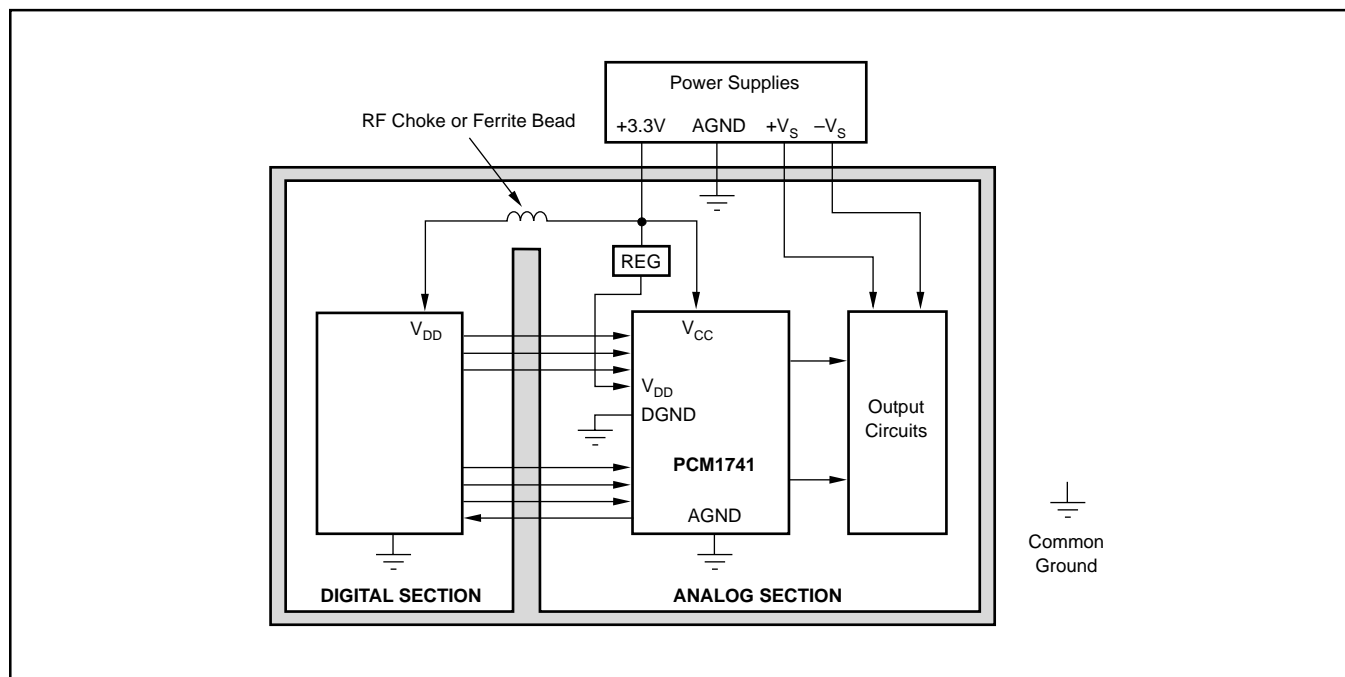 Power Supplies
RF Choke or Ferrite Bead
+3.3V AGND +V_S –V_S
REG
V_DD
V_CC
V_DD
DGND
Output
Circuits
PCM1741
AGND
Common
Ground
DIGITAL SECTION
ANALOG SECTION